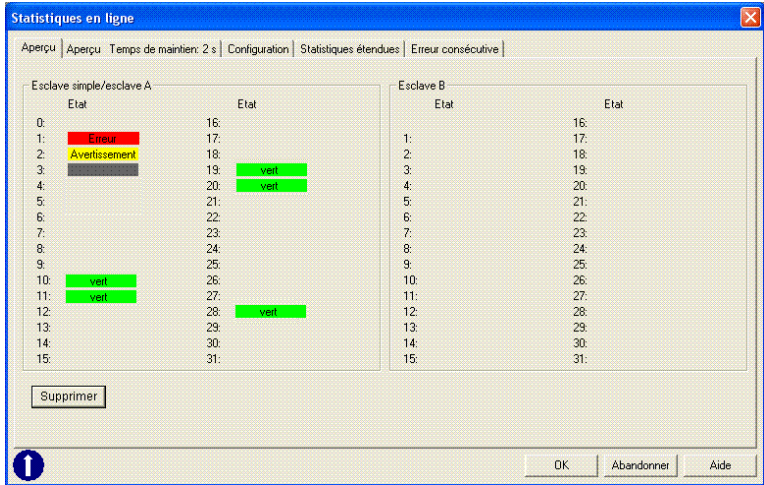 Statistiques en ligne
Aperçu Aperçu Temps de maintien: 2 s Configuration Statistiques étendues Erreur consécutive
Esclave simple/esclave A Esclave B
Etat Etat Etat Etat
0: 16: 16:
1: Erreur 17: 1: 17:
2: Avertissement 18: 2: 18:
3: 19: vert 3: 19:
4: 20: vert 4: 20:
5: 21: 5: 21:
6: 22: 6: 22:
7: 23: 7: 23:
8: 24: 8: 24:
9: 25: 9: 25:
10: vert 26: 10: 26:
11: vert 27: 11: 27:
12: 28: vert 12: 28:
13: 29: 13: 29:
14: 30: 14: 30:
15: 31: 15: 31:
Supprimer
OK Abandonner Aide